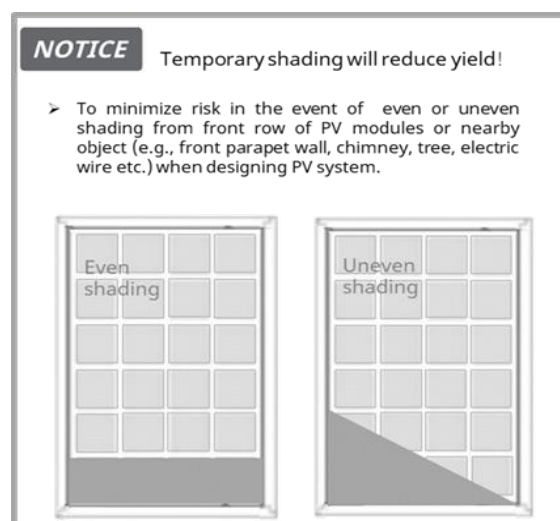 NOTICE Temporary shading will reduce yield!
➢ To minimize risk in the event of even or uneven
shading from front row of PV modules or nearby
object (e.g., front parapet wall, chimney, tree, electric
wire etc.) when designing PV system.
Even
shading
Uneven
shading